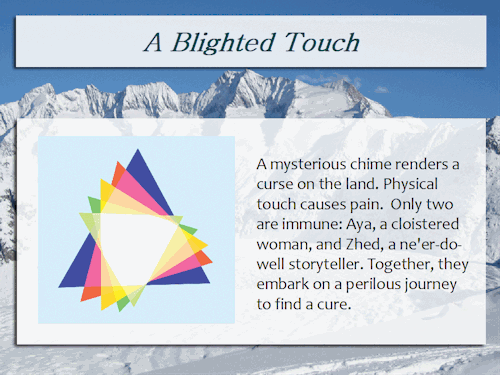 A Blighted Touch
A mysterious chime renders a
curse on the land. Physical
touch causes pain.  Only two
are immune: Aya, a cloistered
woman, and Zhed, a ne'er-do-
well storyteller. Together, they
embark on a perilous journey
to find a cure.